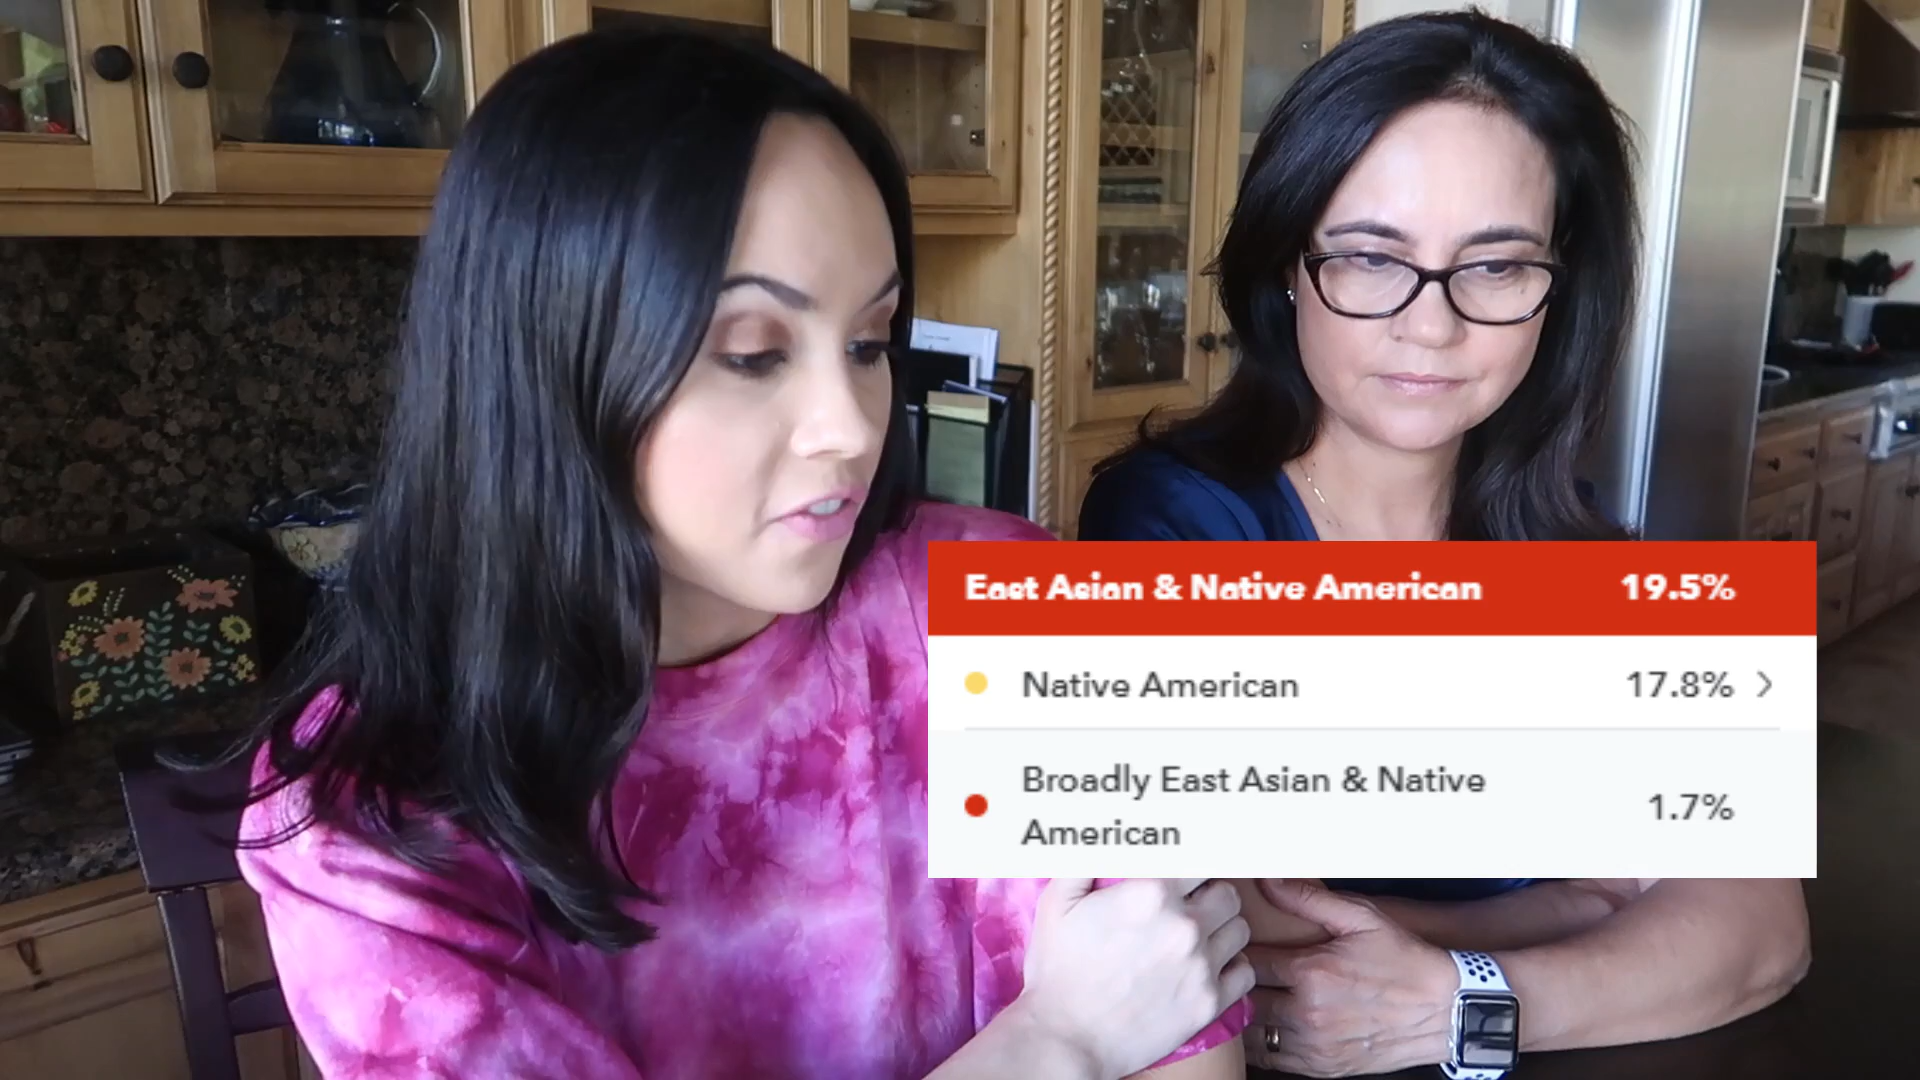 East Asian & Native American 19.5%
Native American 17.8%
Broadly East Asian & Native
American 1.7%